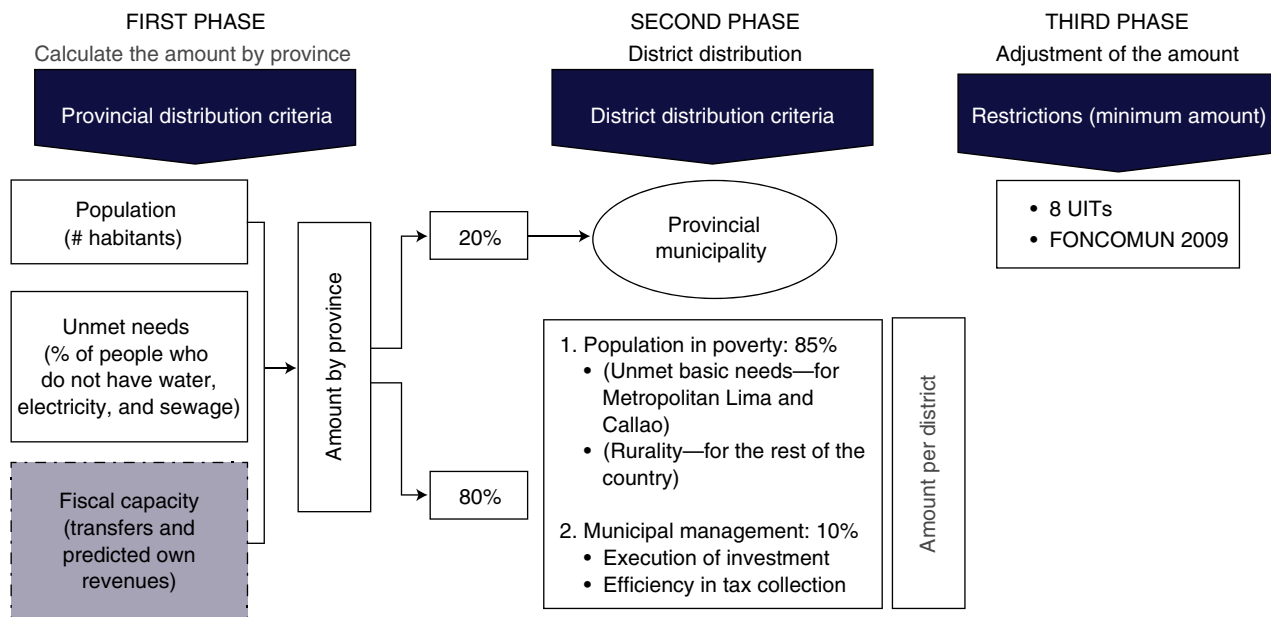 FIRST PHASE
Calculate the amount by province
Provincial distribution criteria
Population
(# habitants)
Unmet needs
(% of people who
do not have water,
electricity, and sewage)
Fiscal capacity
(transfers and
predicted own
revenues)
Amount by province
SECOND PHASE
District distribution
District distribution criteria
20%
Provincial
municipality
80%
1. Population in poverty: 85%
• (Unmet basic needs—for
Metropolitan Lima and
Callao)
• (Rurality—for the rest of the
country)
2. Municipal management: 10%
• Execution of investment
• Efficiency in tax collection
Amount per district
THIRD PHASE
Adjustment of the amount
Restrictions (minimum amount)
• 8 UITs
• FONCOMUN 2009